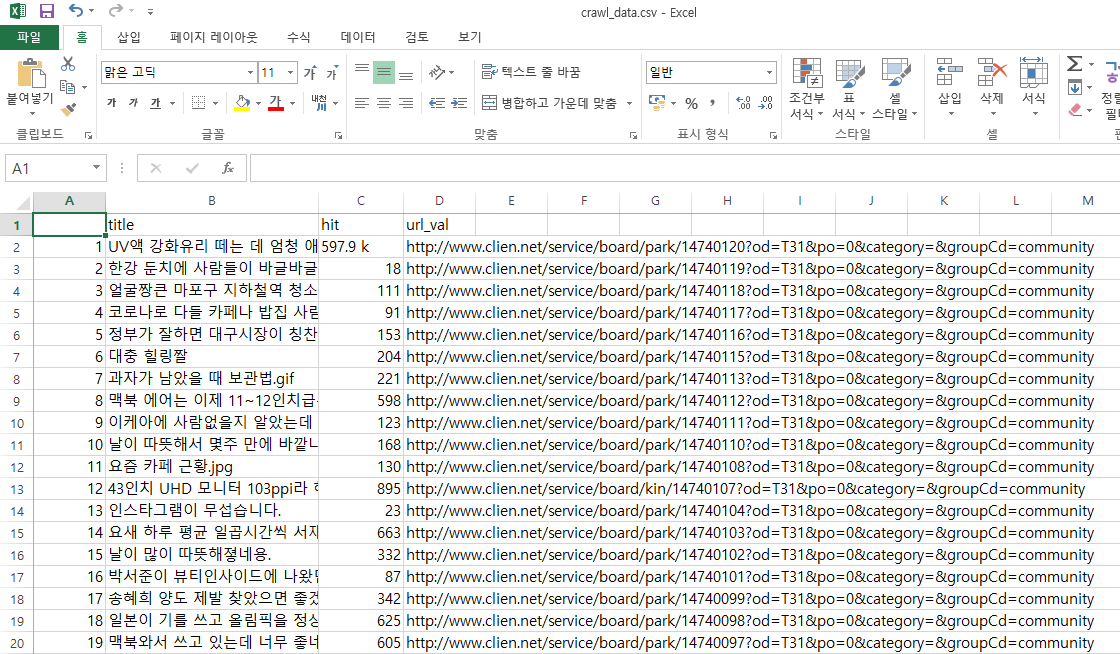 crawl_data.csv - Excel
파일 홈 삽입 페이지 레이아웃 수식 데이터 검토 보기
붙여넣기
맑은 고딕 11 가 가 텍스트 줄 바꿈 일반
가 가 가 가 내천 병합하고 가운데 맞춤 % ,
조건부 서식 표 서식 셀 스타일 삽입 삭제 서식
클립보드 글꼴 맞춤 표시 형식 스타일 셀
A1 fx
A B C D E F G H I J K L M
1 title hit url_val
2 1 UV액 강화유리 떼는 데 엄청 애 597.9 k http://www.clien.net/service/board/park/14740120?od=T31&po=0&category=&groupCd=community
3 2 한강 둔치에 사람들이 바글바글 18 http://www.clien.net/service/board/park/14740119?od=T31&po=0&category=&groupCd=community
4 3 얼굴짱큰 마포구 지하철역 청소 111 http://www.clien.net/service/board/park/14740118?od=T31&po=0&category=&groupCd=community
5 4 코로나로 다들 카페나 밥집 사람 91 http://www.clien.net/service/board/park/14740117?od=T31&po=0&category=&groupCd=community
6 5 정부가 잘하면 대구시장이 칭찬 153 http://www.clien.net/service/board/park/14740116?od=T31&po=0&category=&groupCd=community
7 6 대충 힐링짤 204 http://www.clien.net/service/board/park/14740115?od=T31&po=0&category=&groupCd=community
8 7 과자가 남았을 때 보관법.gif 221 http://www.clien.net/service/board/park/14740113?od=T31&po=0&category=&groupCd=community
9 8 맥북 에어는 이제 11~12인치급 598 http://www.clien.net/service/board/park/14740112?od=T31&po=0&category=&groupCd=community
10 9 이케아에 사람없을지 알았는데 123 http://www.clien.net/service/board/park/14740111?od=T31&po=0&category=&groupCd=community
11 10 날이 따뜻해서 몇주 만에 바깥나 168 http://www.clien.net/service/board/park/14740110?od=T31&po=0&category=&groupCd=community
12 11 요즘 카페 근황.jpg 130 http://www.clien.net/service/board/park/14740108?od=T31&po=0&category=&groupCd=community
13 12 43인치 UHD 모니터 103ppi라 895 http://www.clien.net/service/board/kin/14740107?od=T31&po=0&category=&groupCd=community
14 13 인스타그램이 무섭습니다. 23 http://www.clien.net/service/board/park/14740104?od=T31&po=0&category=&groupCd=community
15 14 요새 하루 평균 일곱시간씩 서재 663 http://www.clien.net/service/board/park/14740103?od=T31&po=0&category=&groupCd=community
16 15 날이 많이 따뜻해졌네용. 332 http://www.clien.net/service/board/park/14740102?od=T31&po=0&category=&groupCd=community
17 16 박서준이 뷰티인사이드에 나왔던 87 http://www.clien.net/service/board/park/14740101?od=T31&po=0&category=&groupCd=community
18 17 송혜희 양도 제발 찾았으면 좋겠 342 http://www.clien.net/service/board/park/14740099?od=T31&po=0&category=&groupCd=community
19 18 일본이 기를 쓰고 올림픽을 정상 625 http://www.clien.net/service/board/park/14740098?od=T31&po=0&category=&groupCd=community
20 19 맥북와서 쓰고 있는데 너무 좋네 605 http://www.clien.net/service/board/park/14740097?od=T31&po=0&category=&groupCd=community